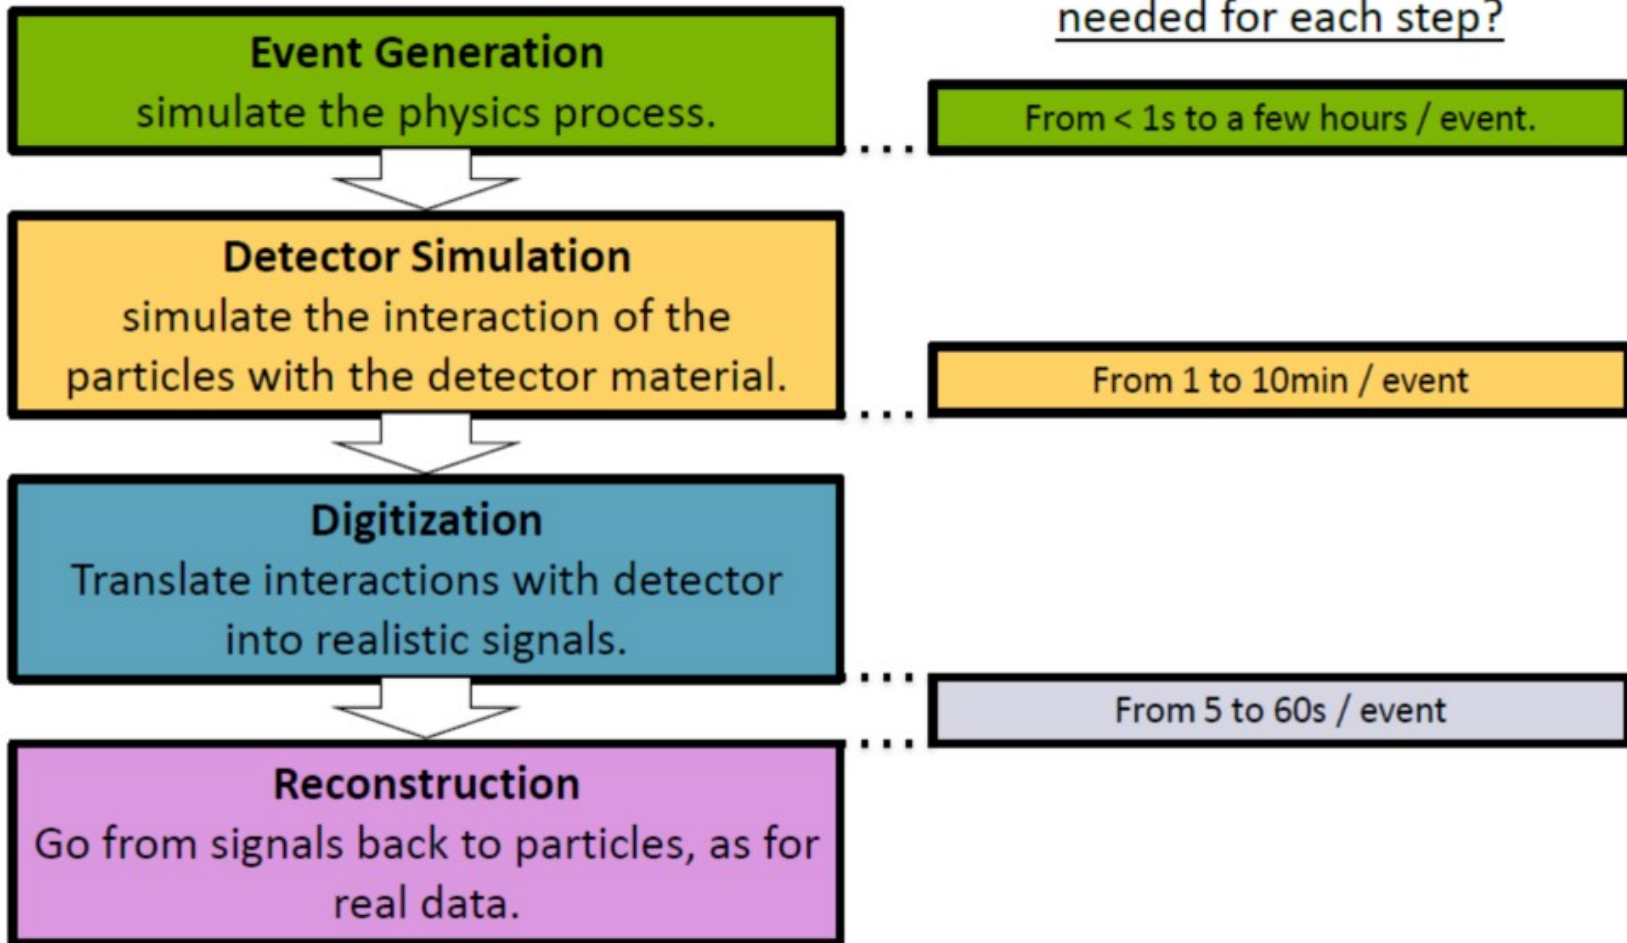 needed for each step?
Event Generation
simulate the physics process.
From < 1s to a few hours / event.
Detector Simulation
simulate the interaction of the
particles with the detector material.
From 1 to 10min / event
Digitization
Translate interactions with detector
into realistic signals.
From 5 to 60s / event
Reconstruction
Go from signals back to particles, as for
real data.